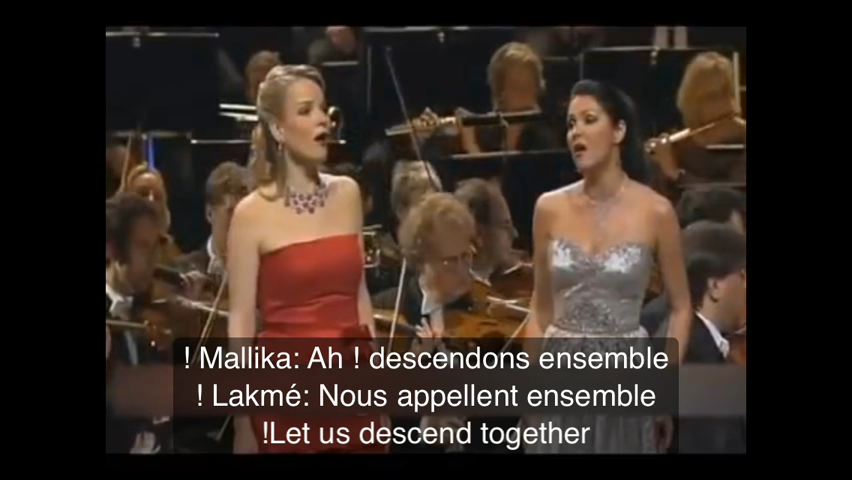 ! Mallika: Ah ! descendons ensemble
! Lakmé: Nous appellent ensemble
!Let us descend together